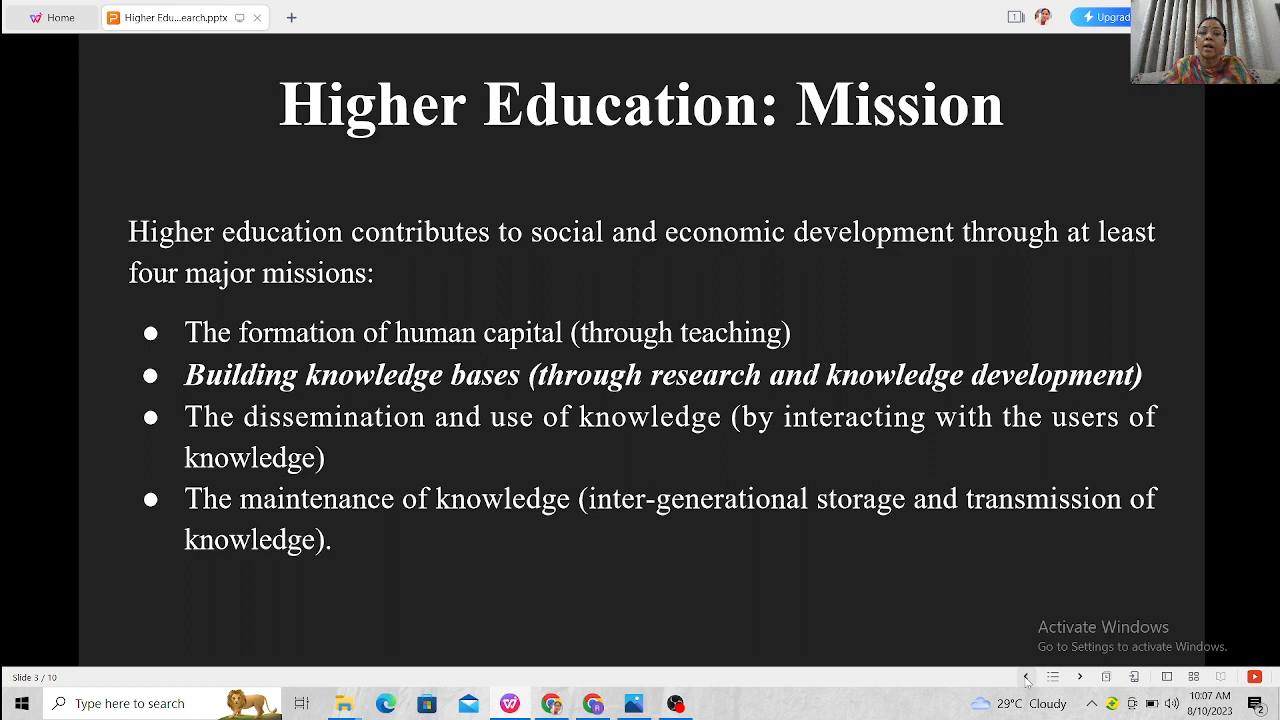 Home
Higher Edu...earch.pptx
1
Upgrad
Higher Education: Mission
Higher education contributes to social and economic development through at least
four major missions:
● The formation of human capital (through teaching)
● Building knowledge bases (through research and knowledge development)
● The dissemination and use of knowledge (by interacting with the users of
knowledge)
● The maintenance of knowledge (inter-generational storage and transmission of
knowledge).
Activate Windows
Go to Settings to activate Windows.
Slide 3 / 10
Type here to search
29°C Cloudy
10:07 AM
8/10/2023
2